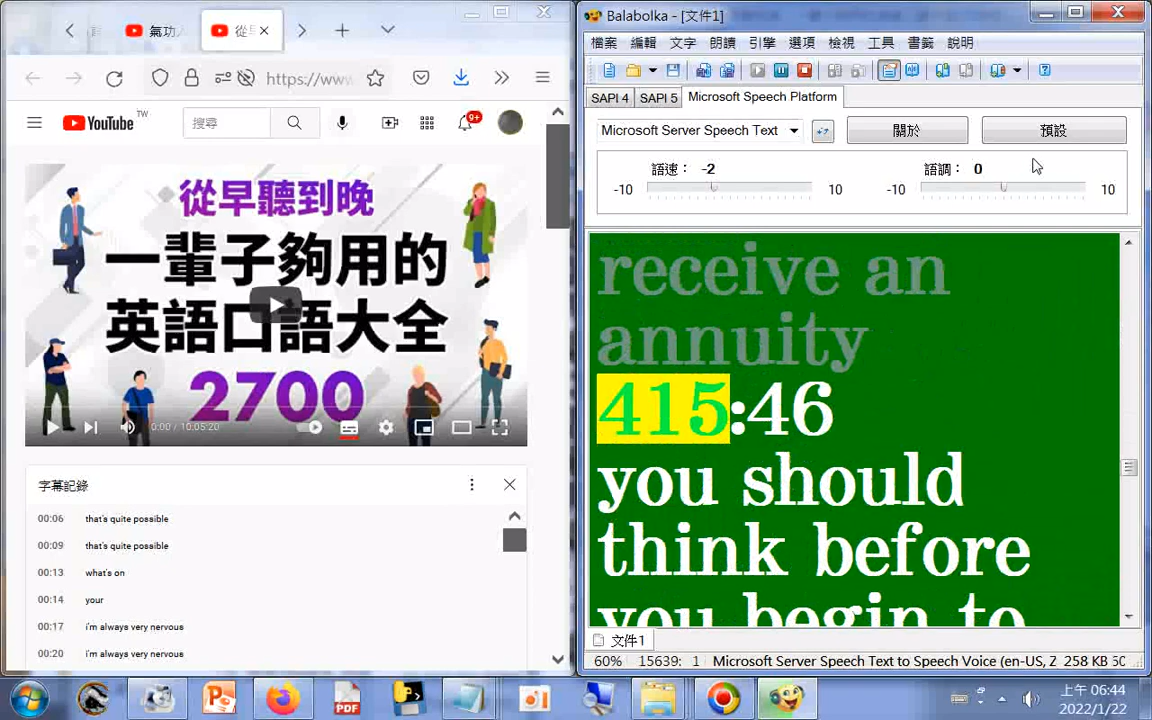 氣功
從早
https://www
YouTube TW
搜尋
9+
從早聽到晚
一輩子夠用的
英語口語大全
2700
0:00 / 10:05:20
字幕記錄
00:06 that's quite possible
00:09 that's quite possible
00:13 what's on
00:14 your
00:17 i'm always very nervous
00:20 i'm always very nervous
Balabolka - [文件1]
檔案 編輯 文字 朗讀 引擎 選項 檢視 工具 書籤 說明
SAPI 4 SAPI 5 Microsoft Speech Platform
Microsoft Server Speech Text 關於 預設
語速： -2 語調： 0
-10 10 -10 10
receive an
annuity
415:46
you should
think before
you begin to
文件1
60% 15639: 1 Microsoft Server Speech Text to Speech Voice (en-US, Z 258 KB
PDF
上午 06:44
2022/1/22